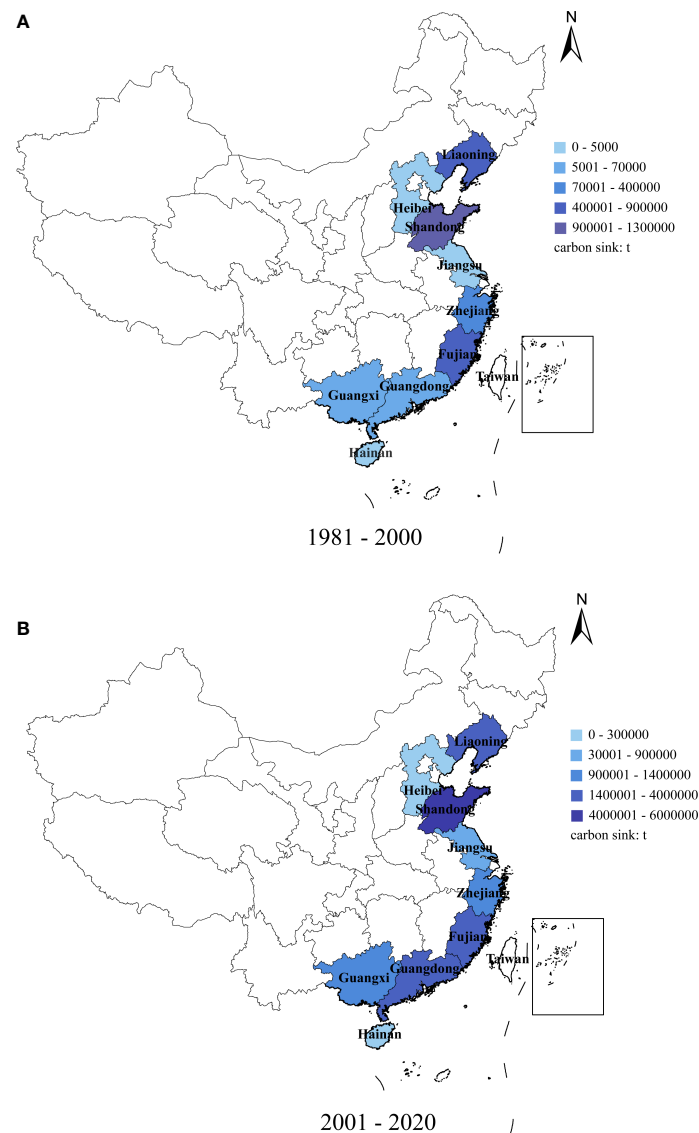 A
N
Liaoning
0 - 5000
5001 - 70000
70001 - 400000
400001 - 900000
900001 - 1300000
carbon sink: t
Heibei
Shandong
Jiangsu
Zhejiang
Fujian
Taiwan
Guangdong
Guangxi
Hainan
1981 - 2000
B
N
Liaoning
0 - 300000
30001 - 900000
900001 - 1400000
1400001 - 4000000
4000001 - 6000000
carbon sink: t
Heibei
Shandong
Jiangsu
Zhejiang
Fujian
Taiwan
Guangdong
Guangxi
Hainan
2001 - 2020